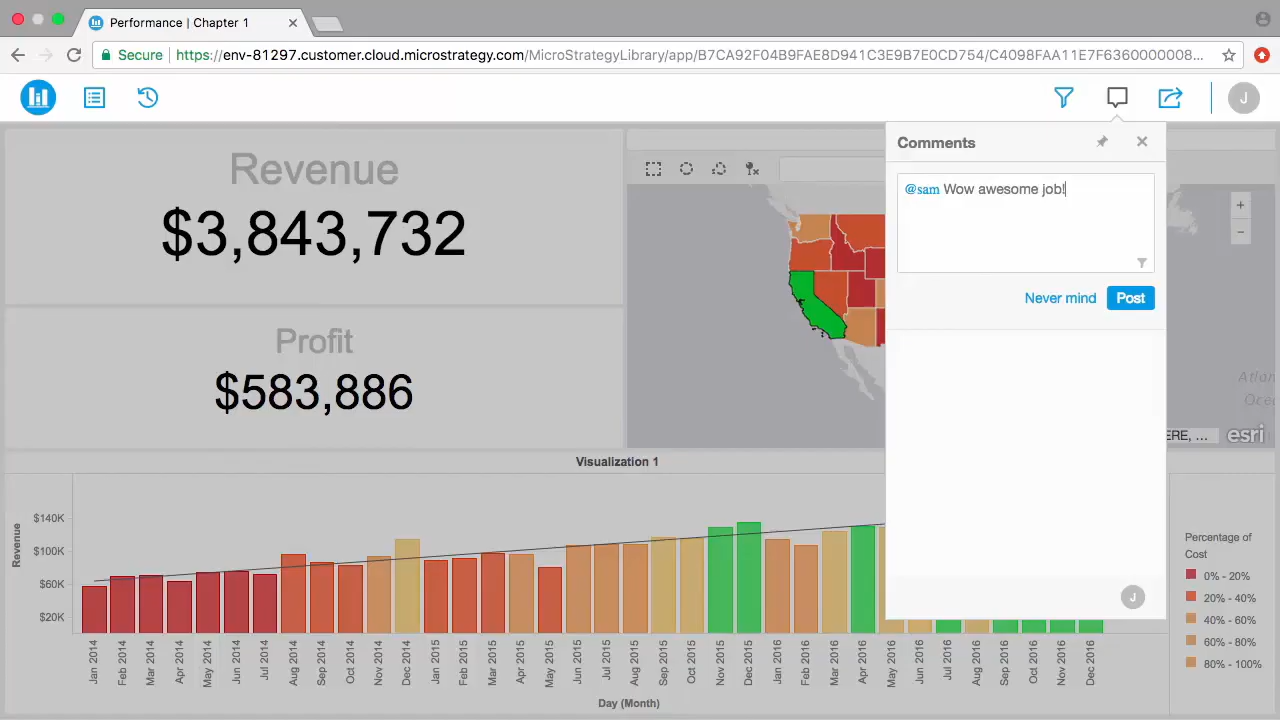 Performance | Chapter 1
Secure
https://env-81297.customer.cloud.microstrategy.com/MicroStrategyLibrary/app/B7CA92F04B9FAE8D941C3E9B7E0CD754/C4098FAA11E7F6360000008...
J
Revenue
$3,843,732
Profit
$583,886
Comments
@sam Wow awesome job!
Never mind
Post
J
+
−
Atlan
Ocea
ERE, ...
esri
Visualization 1
Revenue
$140K
$100K
$60K
$20K
Jan 2014
Feb 2014
Mar 2014
Apr 2014
May 2014
Jun 2014
Jul 2014
Aug 2014
Sep 2014
Oct 2014
Nov 2014
Dec 2014
Jan 2015
Feb 2015
Mar 2015
Apr 2015
May 2015
Jun 2015
Jul 2015
Aug 2015
Sep 2015
Oct 2015
Nov 2015
Dec 2015
Jan 2016
Feb 2016
Mar 2016
Apr 2016
May 2016
Jun 2016
Jul 2016
Aug 2016
Sep 2016
Oct 2016
Nov 2016
Dec 2016
Day (Month)
Percentage of
Cost
0% - 20%
20% - 40%
40% - 60%
60% - 80%
80% - 100%